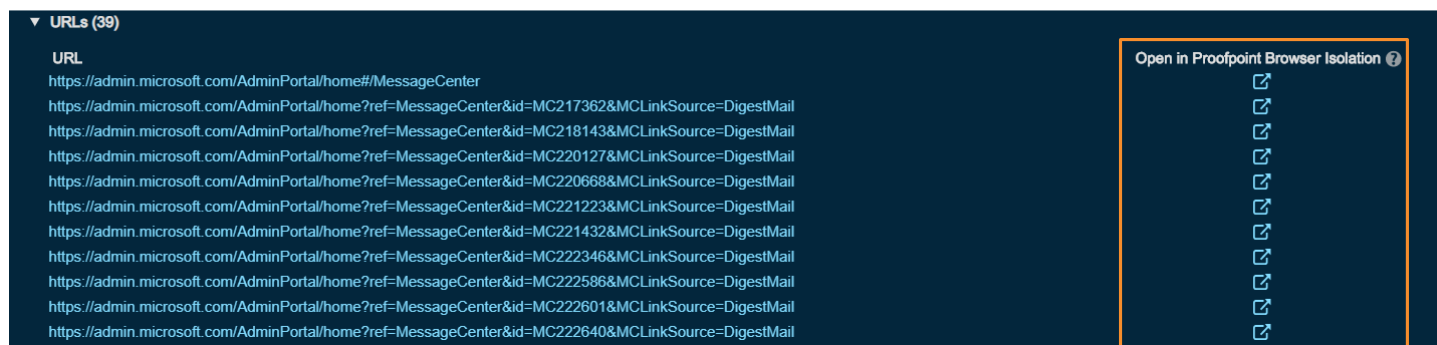 ▼ URLs (39)
URL Open in Proofpoint Browser Isolation ?
https://admin.microsoft.com/AdminPortal/home#/MessageCenter
https://admin.microsoft.com/AdminPortal/home?ref=MessageCenter&id=MC217362&MCLinkSource=DigestMail
https://admin.microsoft.com/AdminPortal/home?ref=MessageCenter&id=MC218143&MCLinkSource=DigestMail
https://admin.microsoft.com/AdminPortal/home?ref=MessageCenter&id=MC220127&MCLinkSource=DigestMail
https://admin.microsoft.com/AdminPortal/home?ref=MessageCenter&id=MC220668&MCLinkSource=DigestMail
https://admin.microsoft.com/AdminPortal/home?ref=MessageCenter&id=MC221223&MCLinkSource=DigestMail
https://admin.microsoft.com/AdminPortal/home?ref=MessageCenter&id=MC221432&MCLinkSource=DigestMail
https://admin.microsoft.com/AdminPortal/home?ref=MessageCenter&id=MC222346&MCLinkSource=DigestMail
https://admin.microsoft.com/AdminPortal/home?ref=MessageCenter&id=MC222586&MCLinkSource=DigestMail
https://admin.microsoft.com/AdminPortal/home?ref=MessageCenter&id=MC222601&MCLinkSource=DigestMail
https://admin.microsoft.com/AdminPortal/home?ref=MessageCenter&id=MC222640&MCLinkSource=DigestMail